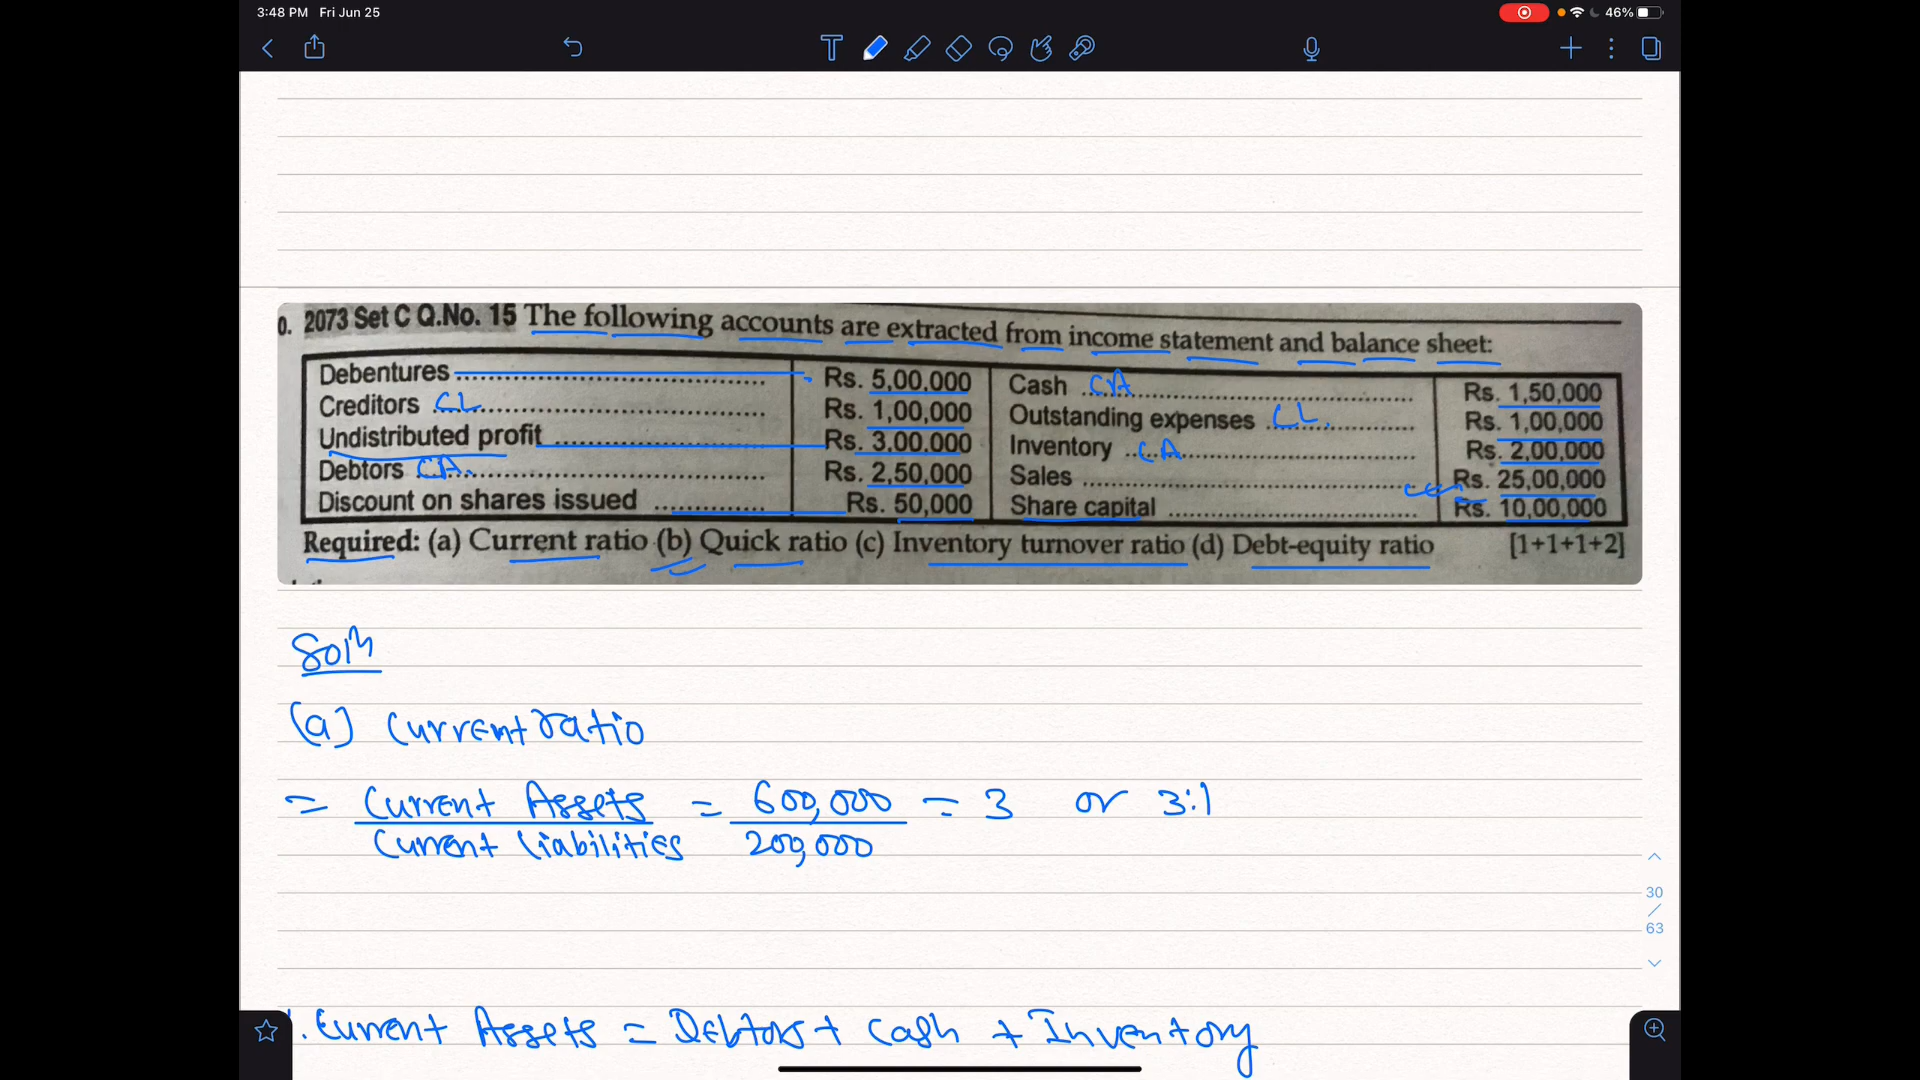 3:48 PM Fri Jun 25
46%
0. 2073 Set C Q.No. 15 The following accounts are extracted from income statement and balance sheet:
Debentures .......... Rs. 5,00,000 Cash CA .......... Rs. 1,50,000
Creditors CL .......... Rs. 1,00,000 Outstanding expenses CL .......... Rs. 1,00,000
Undistributed profit .......... Rs. 3,00,000 Inventory CA .......... Rs. 2,00,000
Debtors CA .......... Rs. 2,50,000 Sales .......... Rs. 25,00,000
Discount on shares issued .......... Rs. 50,000 Share capital .......... Rs. 10,00,000
Required: (a) Current ratio (b) Quick ratio (c) Inventory turnover ratio (d) Debt-equity ratio [1+1+1+2]
Soln
(a) Current ratio
= Current Assets / Current liabilities = 600,000 / 200,000 = 3 or 3:1
30
/
63
. Current Assets = Debtors + Cash + Inventory